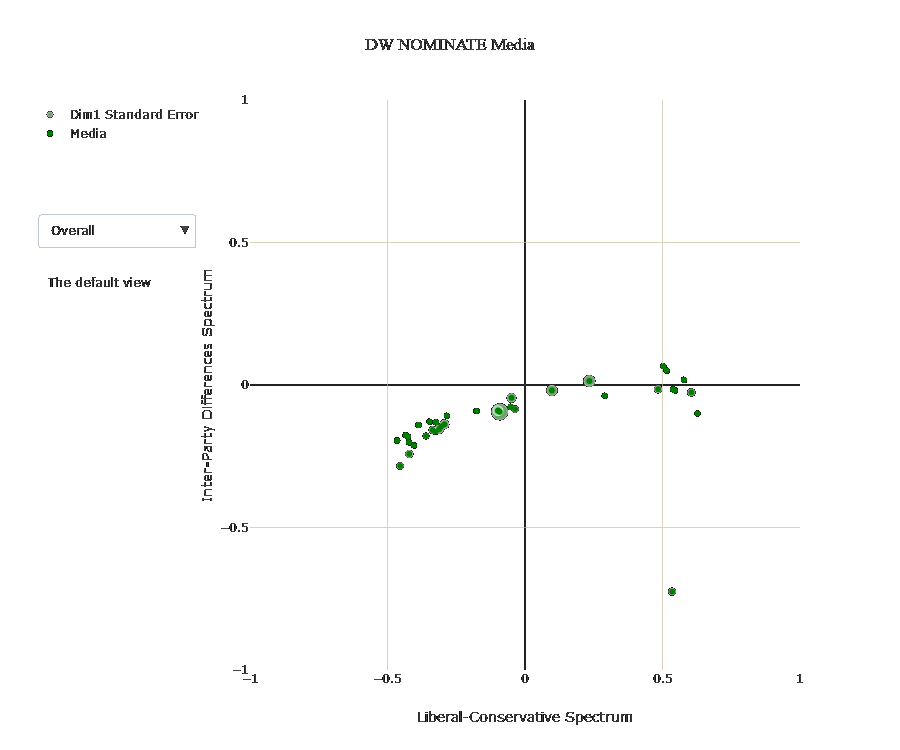 DW NOMINATE Media
Dim1 Standard Error
Media
Overall
The default view
Inter-Party Differences Spectrum
1
0.5
0
−0.5
−1
−1
−0.5
0
0.5
1
Liberal-Conservative Spectrum